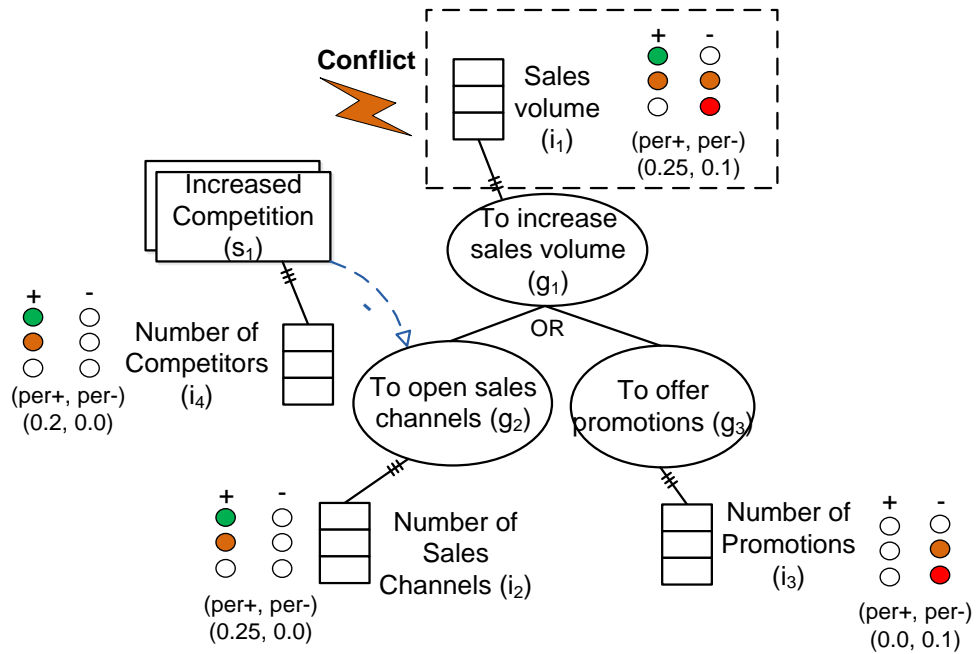 Conflict
Sales
volume
(i1)
+ -
(per+, per-)
(0.25, 0.1)
Increased
Competition
(s1)
To increase
sales volume
(g1)
OR
+ -
Number of
Competitors
(i4)
(per+, per-)
(0.2, 0.0)
To open sales
channels (g2)
To offer
promotions (g3)
+ -
Number of
Sales
Channels (i2)
(per+, per-)
(0.25, 0.0)
Number of
Promotions
(i3)
+ -
(per+, per-)
(0.0, 0.1)